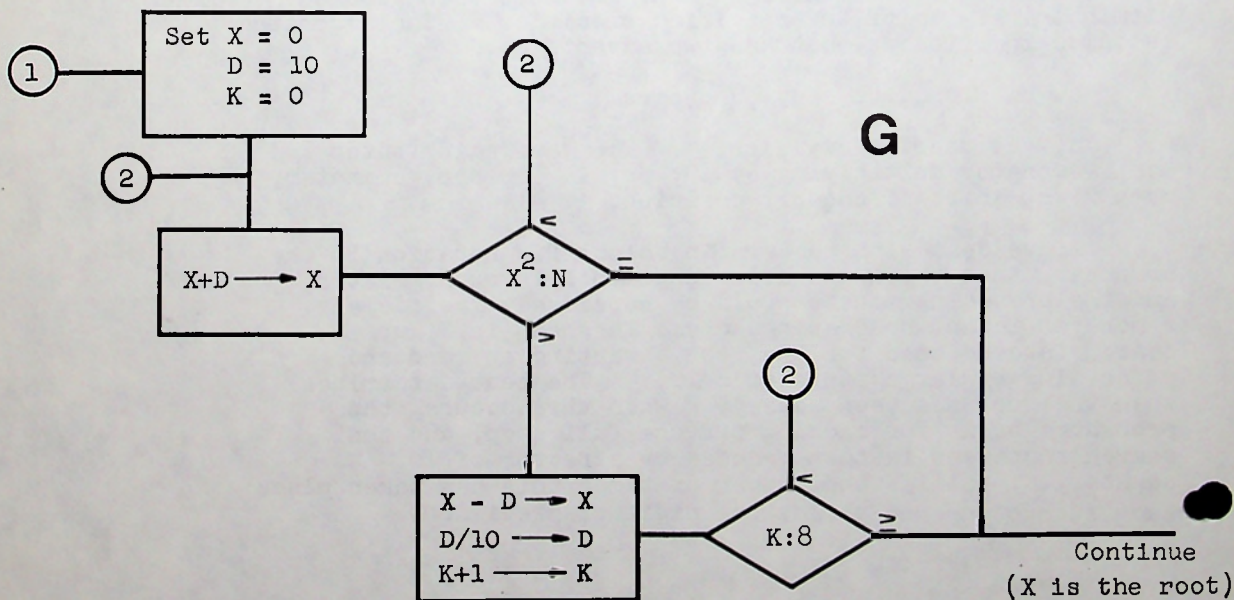 Set X = 0
D = 10
K = 0
1
2
2
G
X+D → X
<
X²:N
=
>
2
X - D → X
D/10 → D
K+1 → K
<
K:8
≥
Continue
(X is the root)